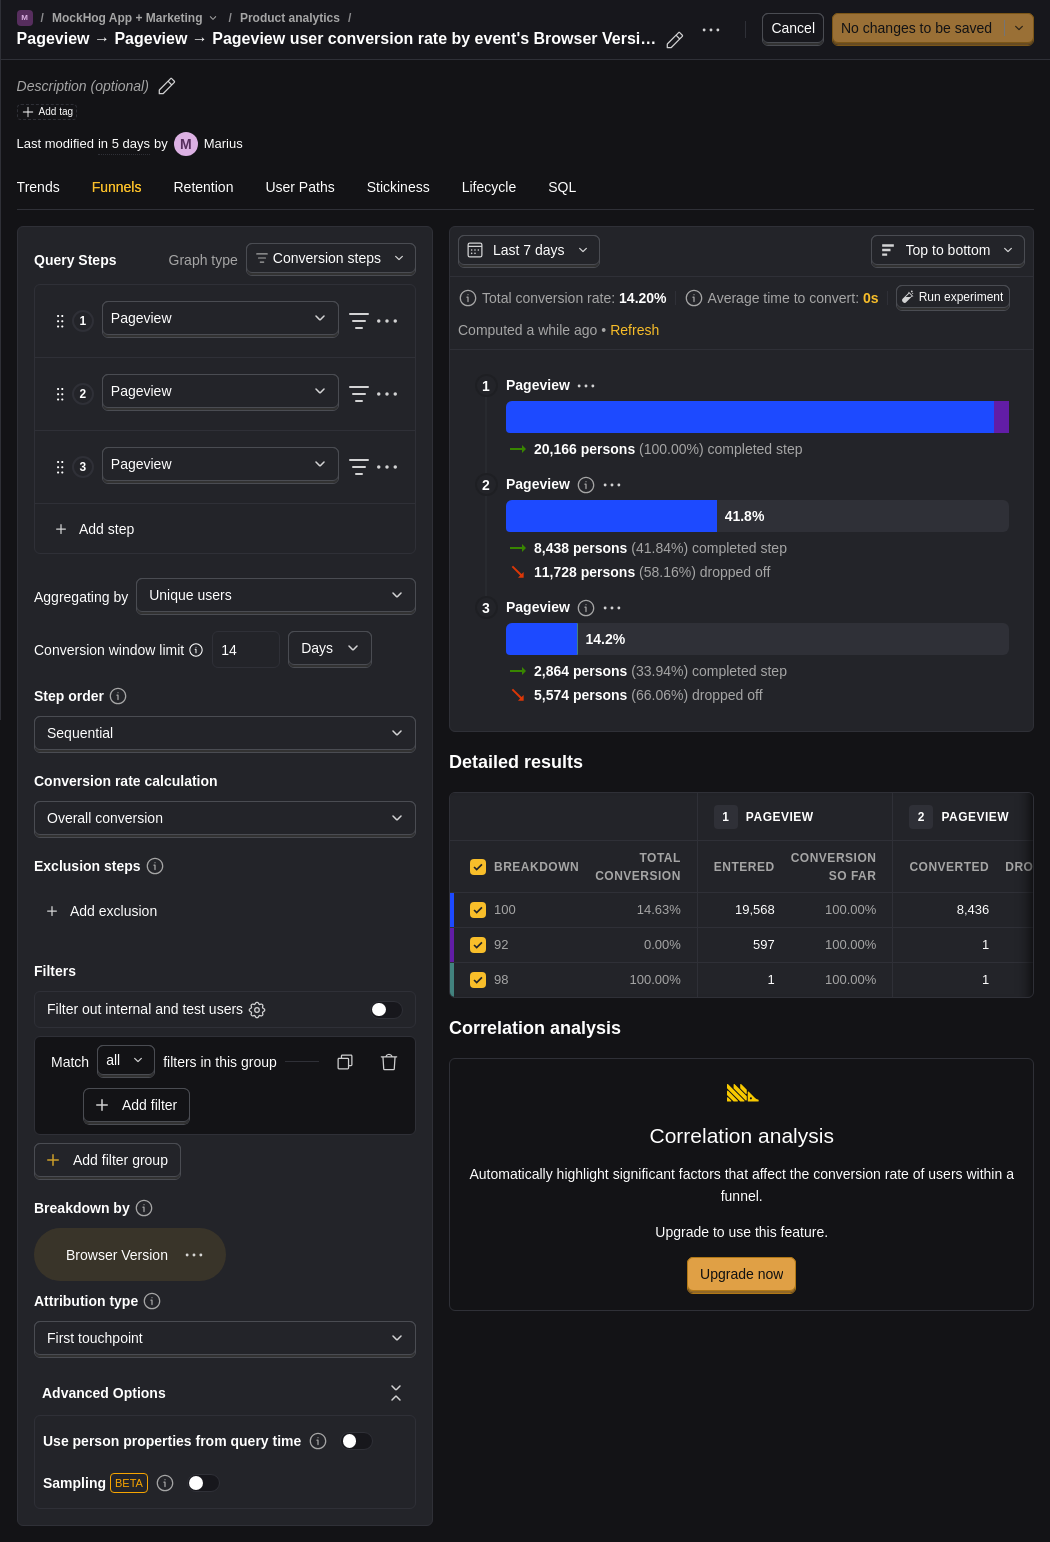 M / MockHog App + Marketing / Product analytics /
Pageview → Pageview → Pageview user conversion rate by event's Browser Versi...
Cancel
No changes to be saved
Description (optional)
Add tag
Last modified in 5 days by M Marius
Trends Funnels Retention User Paths Stickiness Lifecycle SQL
Query Steps
Graph type Conversion steps
1 Pageview
2 Pageview
3 Pageview
Add step
Aggregating by Unique users
Conversion window limit 14 Days
Step order
Sequential
Conversion rate calculation
Overall conversion
Exclusion steps
Add exclusion
Filters
Filter out internal and test users
Match all filters in this group
Add filter
Add filter group
Breakdown by
Browser Version
Attribution type
First touchpoint
Advanced Options
Use person properties from query time
Sampling BETA
Last 7 days
Top to bottom
Total conversion rate: 14.20% Average time to convert: 0s Run experiment
Computed a while ago • Refresh
1 Pageview
20,166 persons (100.00%) completed step
2 Pageview
41.8%
8,438 persons (41.84%) completed step
11,728 persons (58.16%) dropped off
3 Pageview
14.2%
2,864 persons (33.94%) completed step
5,574 persons (66.06%) dropped off
Detailed results
1 PAGEVIEW 2 PAGEVIEW
BREAKDOWN TOTAL CONVERSION ENTERED CONVERSION SO FAR CONVERTED DRO
100 14.63% 19,568 100.00% 8,436
92 0.00% 597 100.00% 1
98 100.00% 1 100.00% 1
Correlation analysis
Correlation analysis
Automatically highlight significant factors that affect the conversion rate of users within a
funnel.
Upgrade to use this feature.
Upgrade now